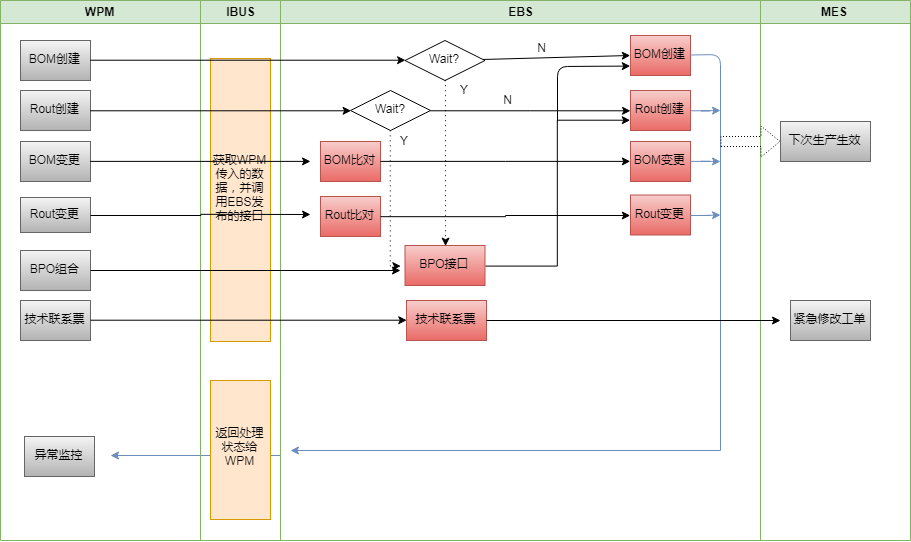 WPM
IBUS
EBS
MES
BOM创建
Wait?
N
Y
BOM创建
Rout创建
Wait?
N
Y
Rout创建
下次生产生效
BOM变更
获取WPM
传入的数
据，并调
用EBS发
布的接口
BOM比对
BOM变更
Rout变更
Rout比对
Rout变更
BPO组合
BPO接口
技术联系票
技术联系票
紧急修改工单
异常监控
返回处理
状态给
WPM